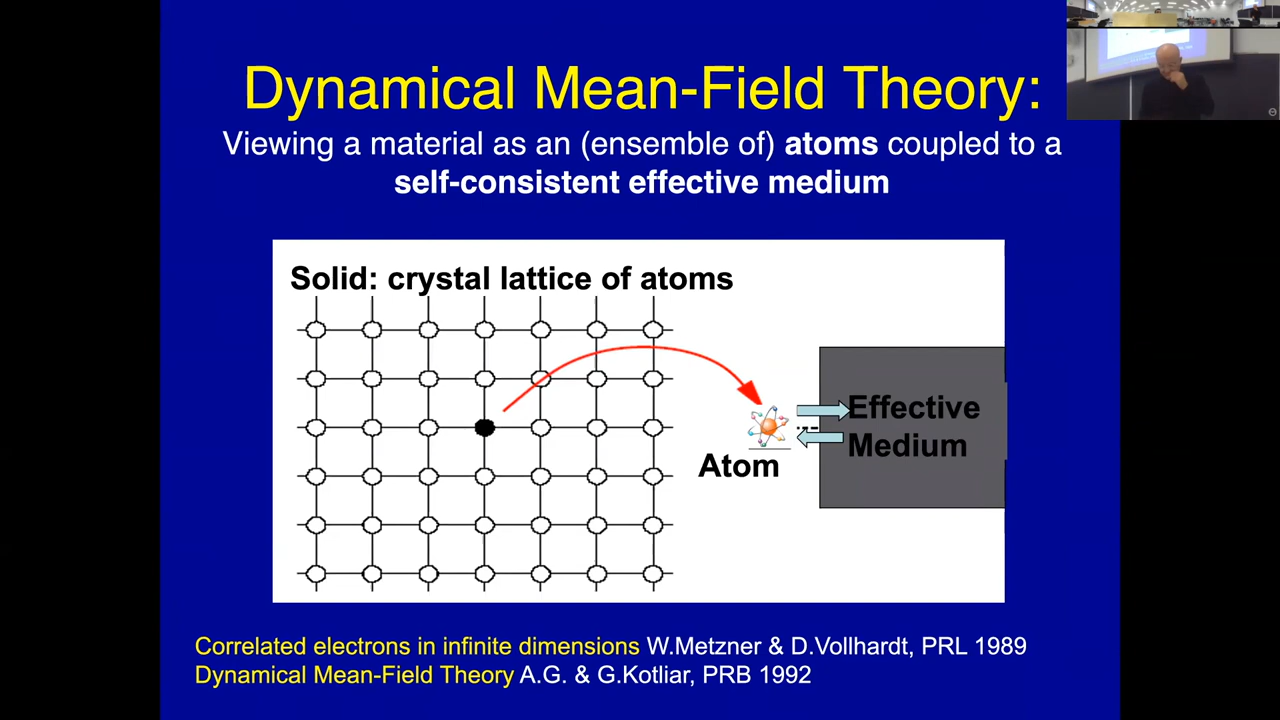 Dynamical Mean-Field Theory:
Viewing a material as an (ensemble of) atoms coupled to a
self-consistent effective medium
Solid: crystal lattice of atoms
Effective
Medium
Atom
Correlated electrons in infinite dimensions W.Metzner & D.Vollhardt, PRL 1989
Dynamical Mean-Field Theory A.G. & G.Kotliar, PRB 1992